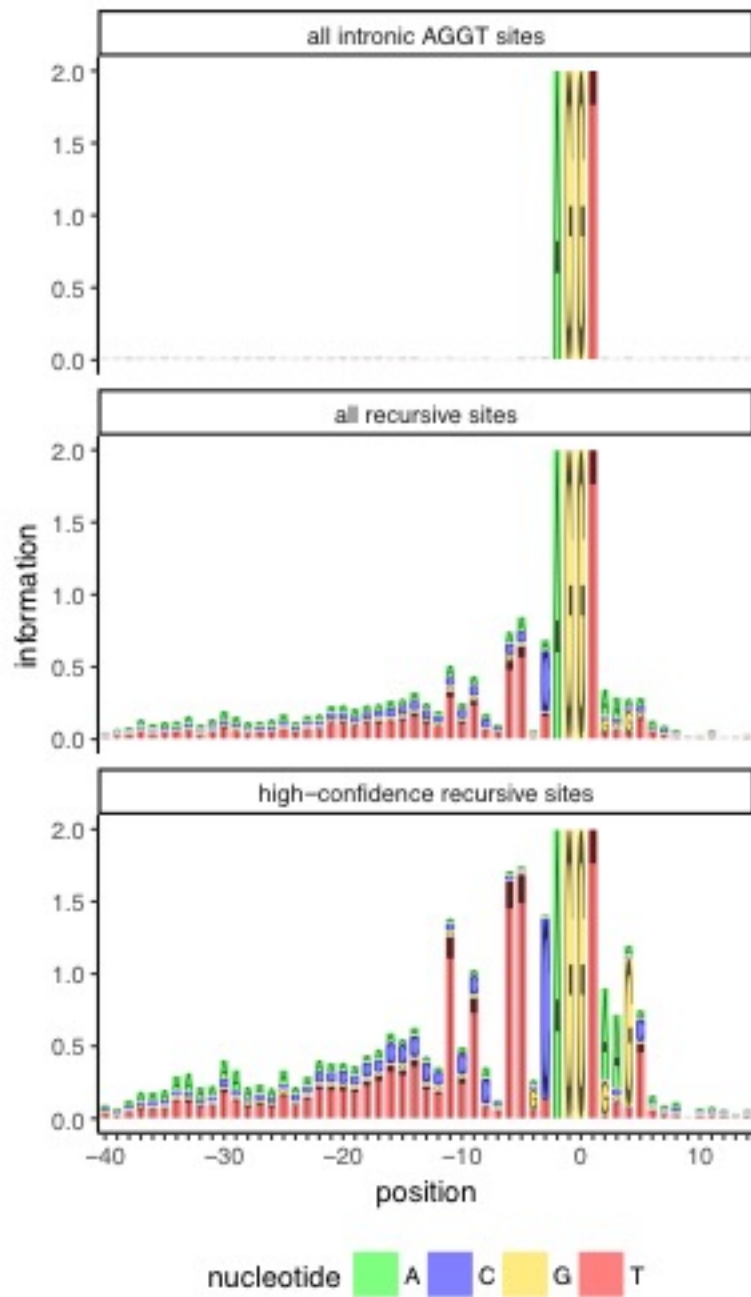 all intronic AGGT sites
2.0
1.5
1.0
0.5
0.0
all recursive sites
2.0
1.5
1.0
0.5
0.0
information
high−confidence recursive sites
2.0
1.5
1.0
0.5
0.0
−40 −30 −20 −10 0 10
position
nucleotide A C G T